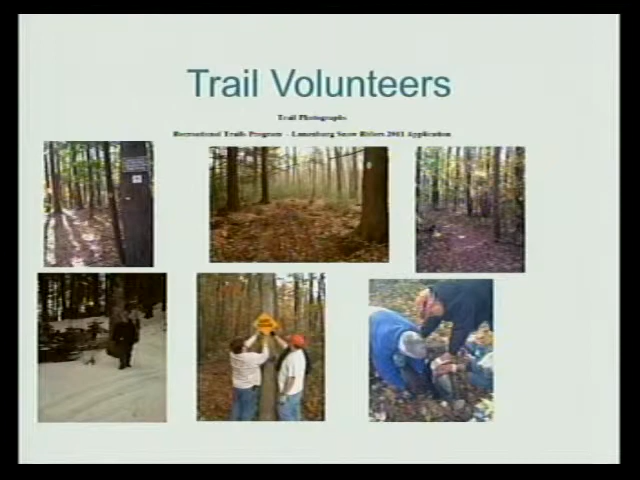 Trail Volunteers
Trail Photographs
Recreational Trails Program - Lunenburg Snow Riders 2011 Application